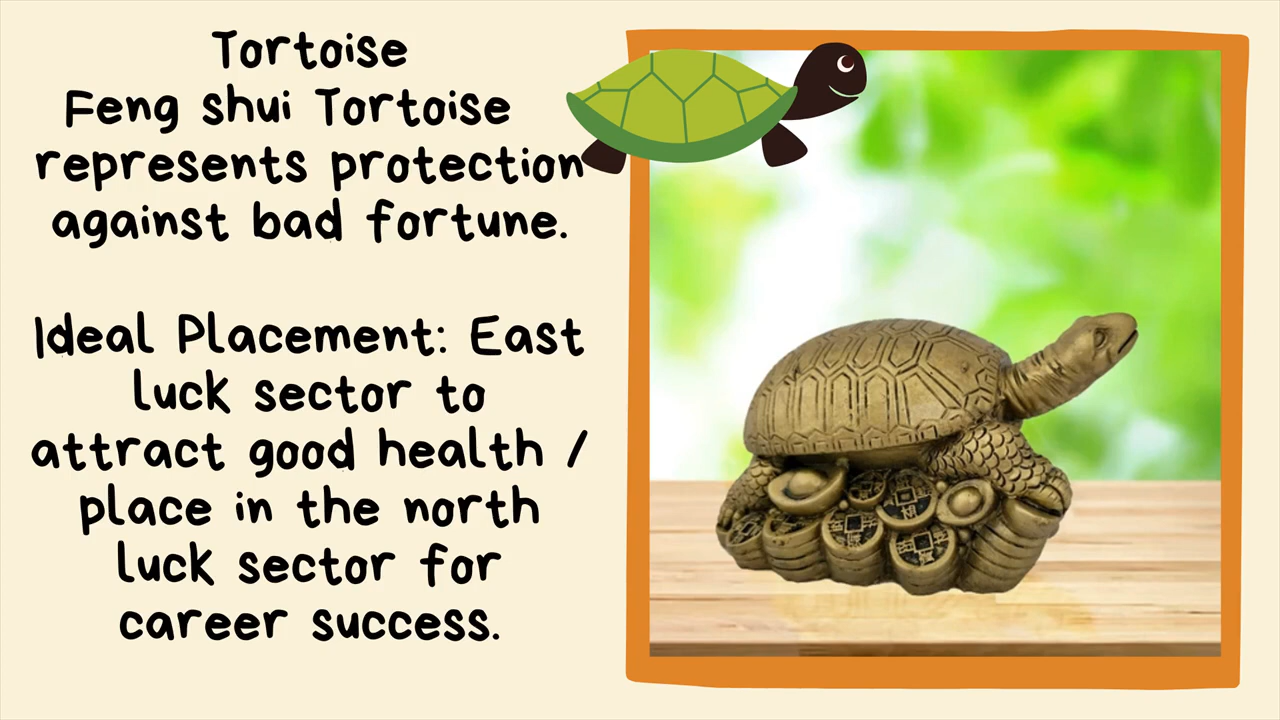 Tortoise
Feng shui Tortoise
represents protection
against bad fortune.
Ideal Placement: East
luck sector to
attract good health /
place in the north
luck sector for
career success.